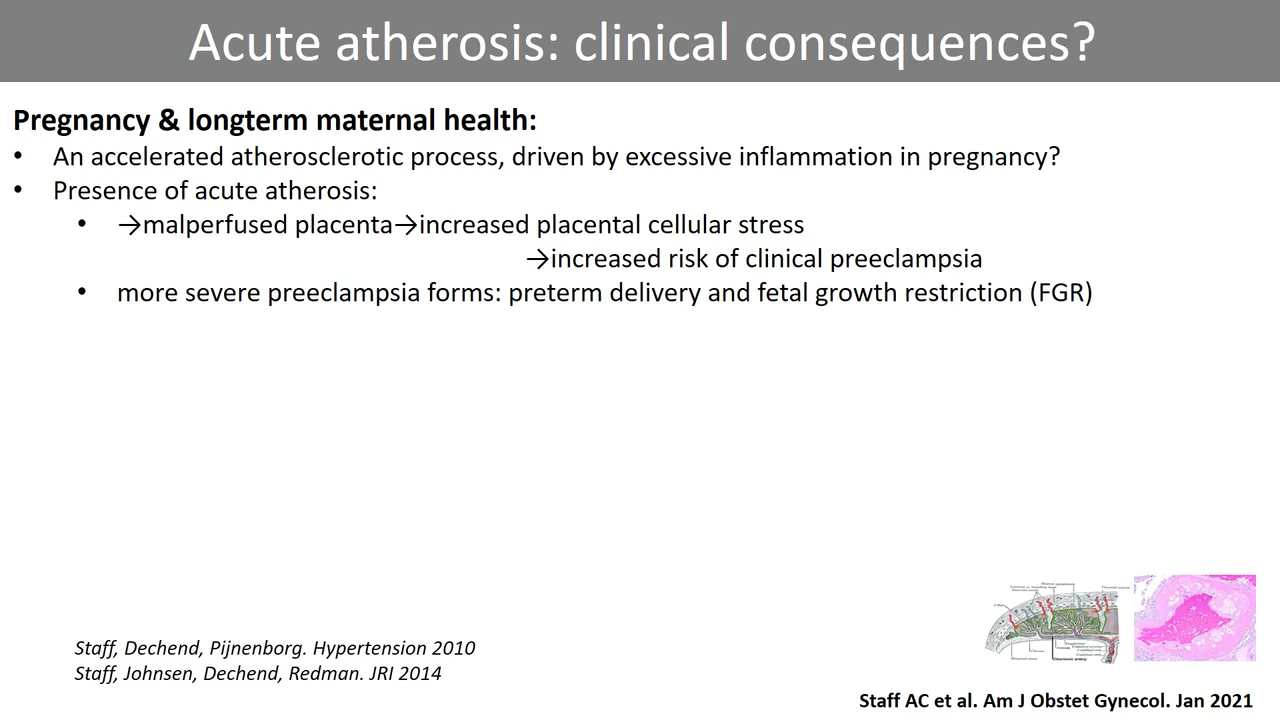 Acute atherosis: clinical consequences?
Pregnancy & longterm maternal health:
• An accelerated atherosclerotic process, driven by excessive inflammation in pregnancy?
• Presence of acute atherosis:
• →malperfused placenta→increased placental cellular stress
→increased risk of clinical preeclampsia
• more severe preeclampsia forms: preterm delivery and fetal growth restriction (FGR)
Staff, Dechend, Pijnenborg. Hypertension 2010
Staff, Johnsen, Dechend, Redman. JRI 2014
Staff AC et al. Am J Obstet Gynecol. Jan 2021